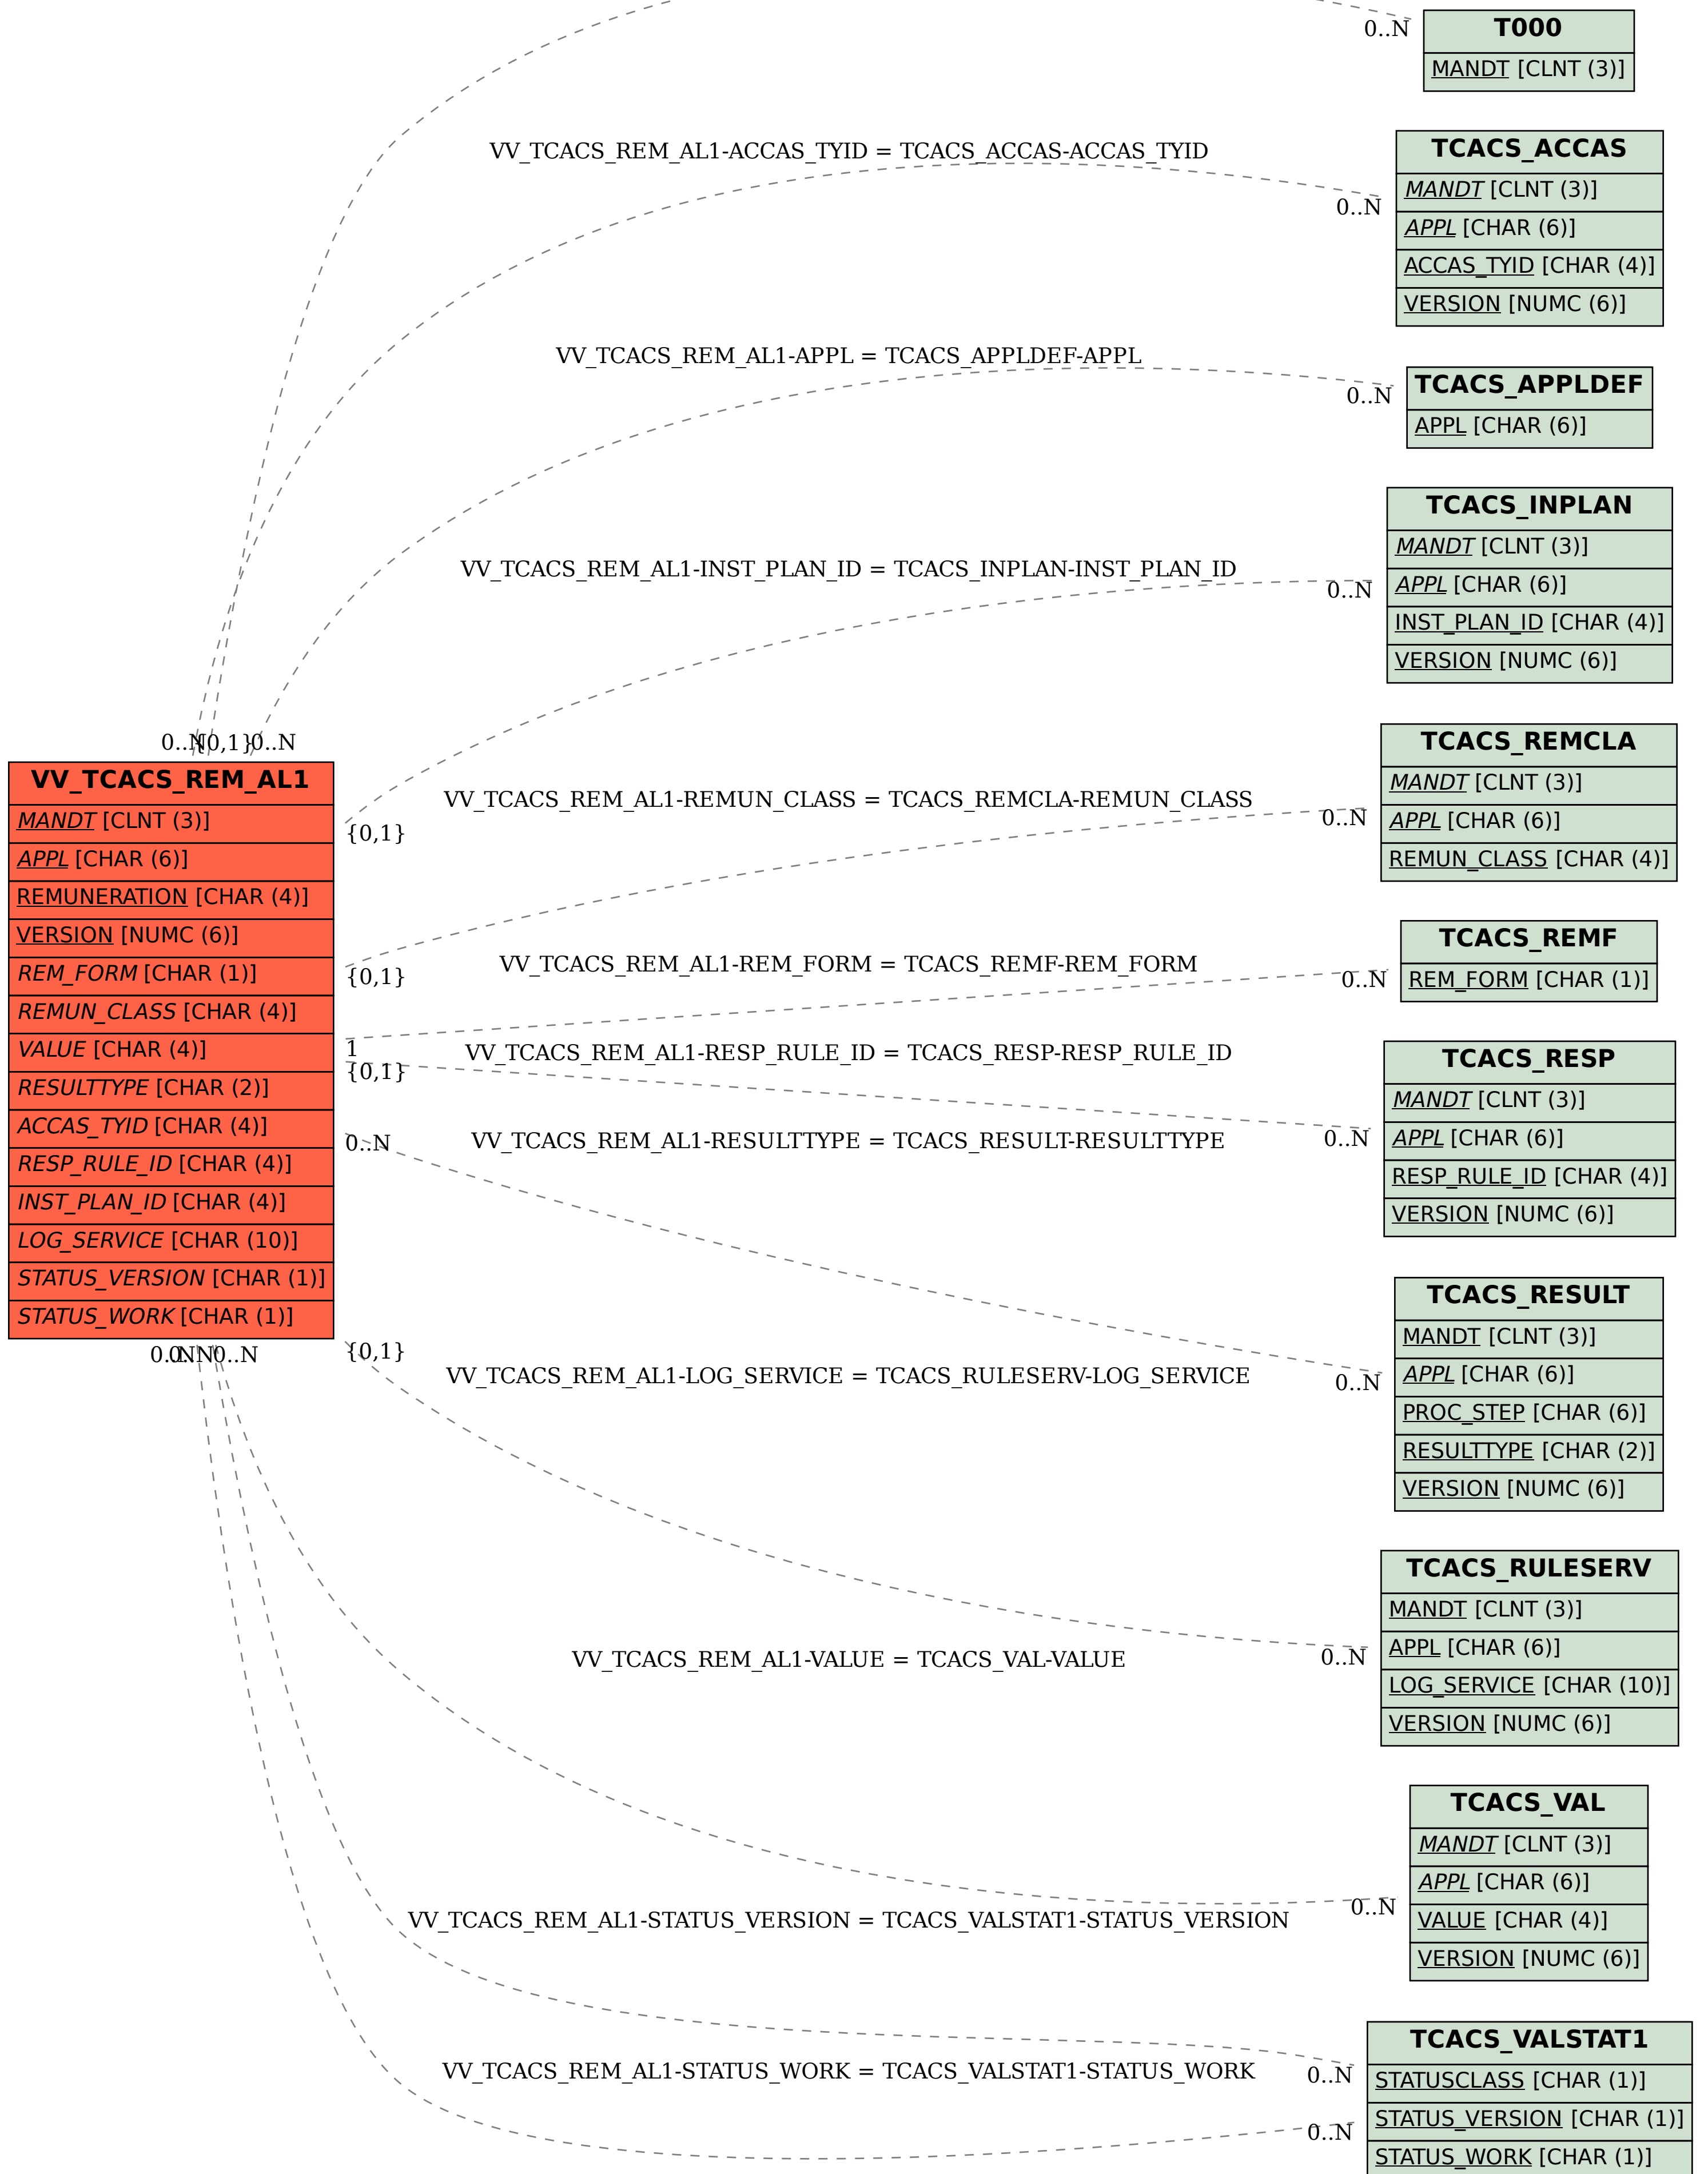 0..N
T000
MANDT [CLNT (3)]
VV_TCACS_REM_AL1-ACCAS_TYID = TCACS_ACCAS-ACCAS_TYID
0..N
TCACS_ACCAS
MANDT [CLNT (3)]
APPL [CHAR (6)]
ACCAS_TYID [CHAR (4)]
VERSION [NUMC (6)]
VV_TCACS_REM_AL1-APPL = TCACS_APPLDEF-APPL
0..N
TCACS_APPLDEF
APPL [CHAR (6)]
VV_TCACS_REM_AL1-INST_PLAN_ID = TCACS_INPLAN-INST_PLAN_ID
0..N
TCACS_INPLAN
MANDT [CLNT (3)]
APPL [CHAR (6)]
INST_PLAN_ID [CHAR (4)]
VERSION [NUMC (6)]
0..N
{0,1}
0..N
VV_TCACS_REM_AL1
MANDT [CLNT (3)]
APPL [CHAR (6)]
REMUNERATION [CHAR (4)]
VERSION [NUMC (6)]
REM_FORM [CHAR (1)]
REMUN_CLASS [CHAR (4)]
VALUE [CHAR (4)]
RESULTTYPE [CHAR (2)]
ACCAS_TYID [CHAR (4)]
RESP_RULE_ID [CHAR (4)]
INST_PLAN_ID [CHAR (4)]
LOG_SERVICE [CHAR (10)]
STATUS_VERSION [CHAR (1)]
STATUS_WORK [CHAR (1)]
{0,1}
VV_TCACS_REM_AL1-REMUN_CLASS = TCACS_REMCLA-REMUN_CLASS
0..N
TCACS_REMCLA
MANDT [CLNT (3)]
APPL [CHAR (6)]
REMUN_CLASS [CHAR (4)]
{0,1}
VV_TCACS_REM_AL1-REM_FORM = TCACS_REMF-REM_FORM
0..N
TCACS_REMF
REM_FORM [CHAR (1)]
1
{0,1}
VV_TCACS_REM_AL1-RESP_RULE_ID = TCACS_RESP-RESP_RULE_ID
0..N
TCACS_RESP
MANDT [CLNT (3)]
APPL [CHAR (6)]
RESP_RULE_ID [CHAR (4)]
VERSION [NUMC (6)]
0..N
VV_TCACS_REM_AL1-RESULTTYPE = TCACS_RESULT-RESULTTYPE
0..N
TCACS_RESULT
MANDT [CLNT (3)]
APPL [CHAR (6)]
PROC_STEP [CHAR (6)]
RESULTTYPE [CHAR (2)]
VERSION [NUMC (6)]
0..N
{0,1}
VV_TCACS_REM_AL1-LOG_SERVICE = TCACS_RULESERV-LOG_SERVICE
0..N
TCACS_RULESERV
MANDT [CLNT (3)]
APPL [CHAR (6)]
LOG_SERVICE [CHAR (10)]
VERSION [NUMC (6)]
VV_TCACS_REM_AL1-VALUE = TCACS_VAL-VALUE
0..N
TCACS_VAL
MANDT [CLNT (3)]
APPL [CHAR (6)]
VALUE [CHAR (4)]
VERSION [NUMC (6)]
VV_TCACS_REM_AL1-STATUS_VERSION = TCACS_VALSTAT1-STATUS_VERSION
0..N
VV_TCACS_REM_AL1-STATUS_WORK = TCACS_VALSTAT1-STATUS_WORK
0..N
TCACS_VALSTAT1
STATUSCLASS [CHAR (1)]
STATUS_VERSION [CHAR (1)]
STATUS_WORK [CHAR (1)]